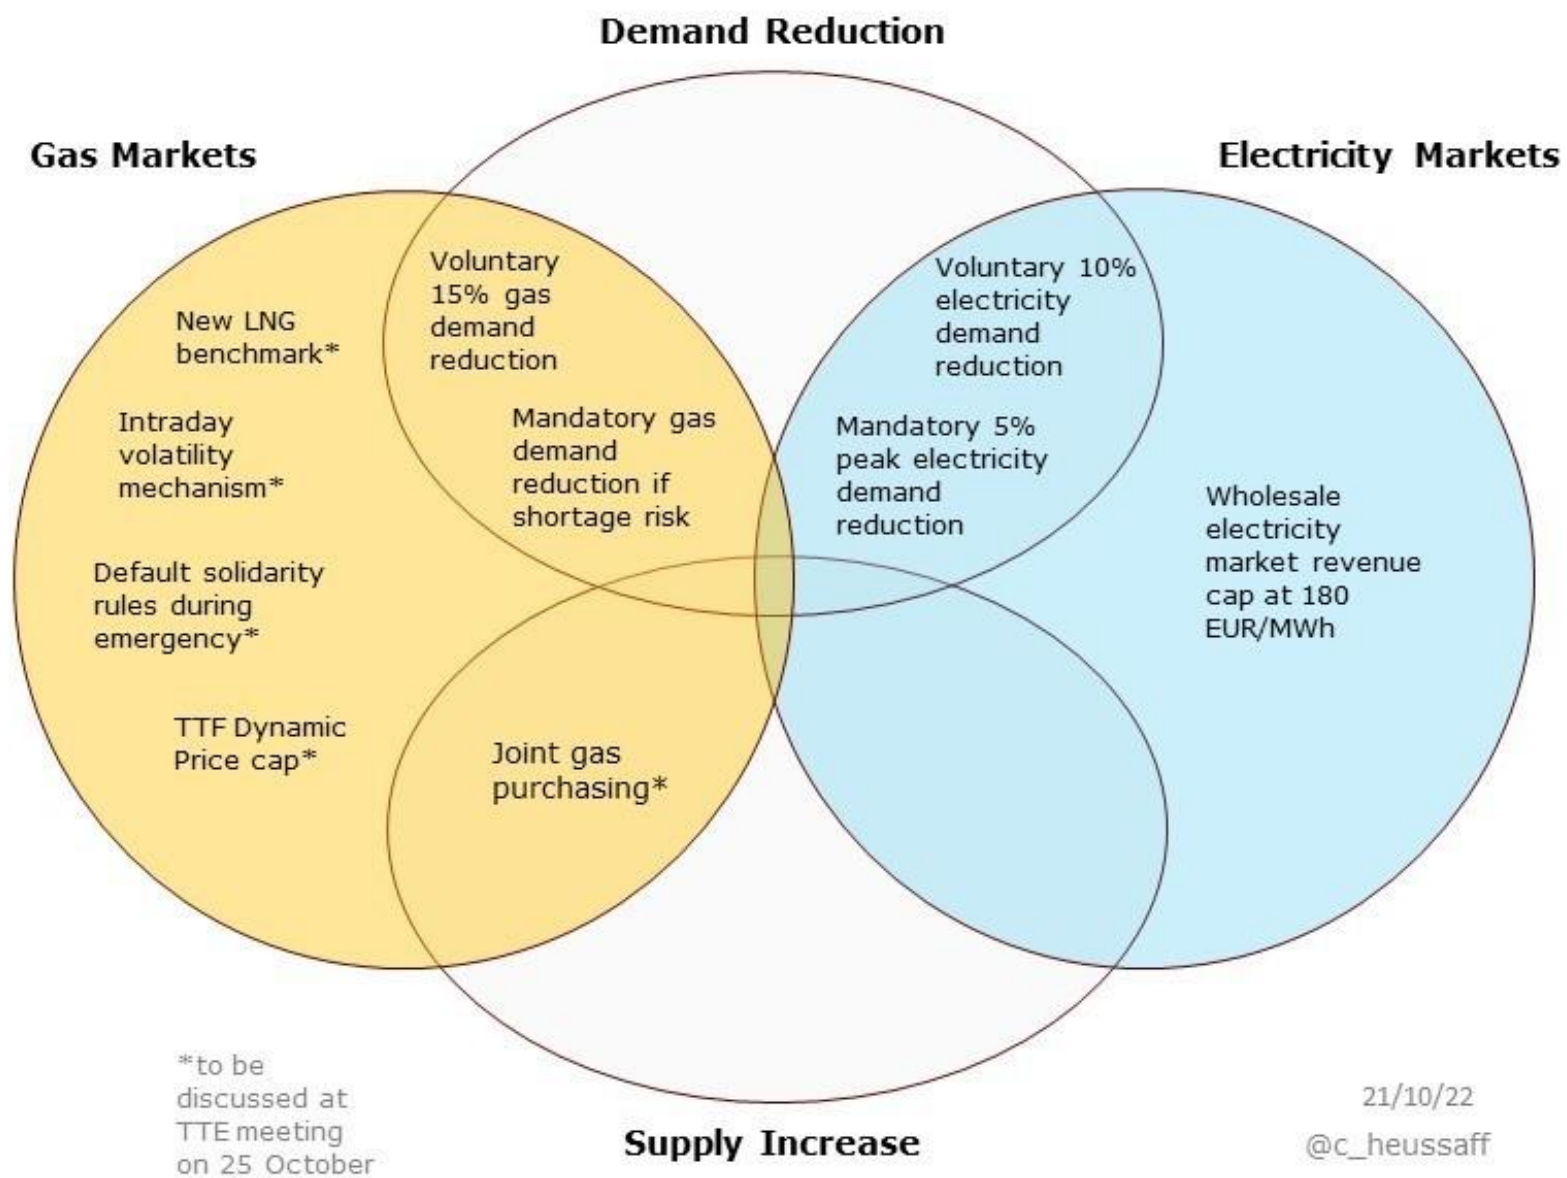 Demand Reduction
Gas Markets
Electricity Markets
Voluntary
15% gas
demand
reduction
Voluntary 10%
electricity
demand
reduction
New LNG
benchmark*
Intraday
volatility
mechanism*
Mandatory gas
demand
reduction if
shortage risk
Mandatory 5%
peak electricity
demand
reduction
Wholesale
electricity
market revenue
cap at 180
EUR/MWh
Default solidarity
rules during
emergency*
TTF Dynamic
Price cap*
Joint gas
purchasing*
*to be
discussed at
TTE meeting
on 25 October
Supply Increase
21/10/22
@c_heussaff